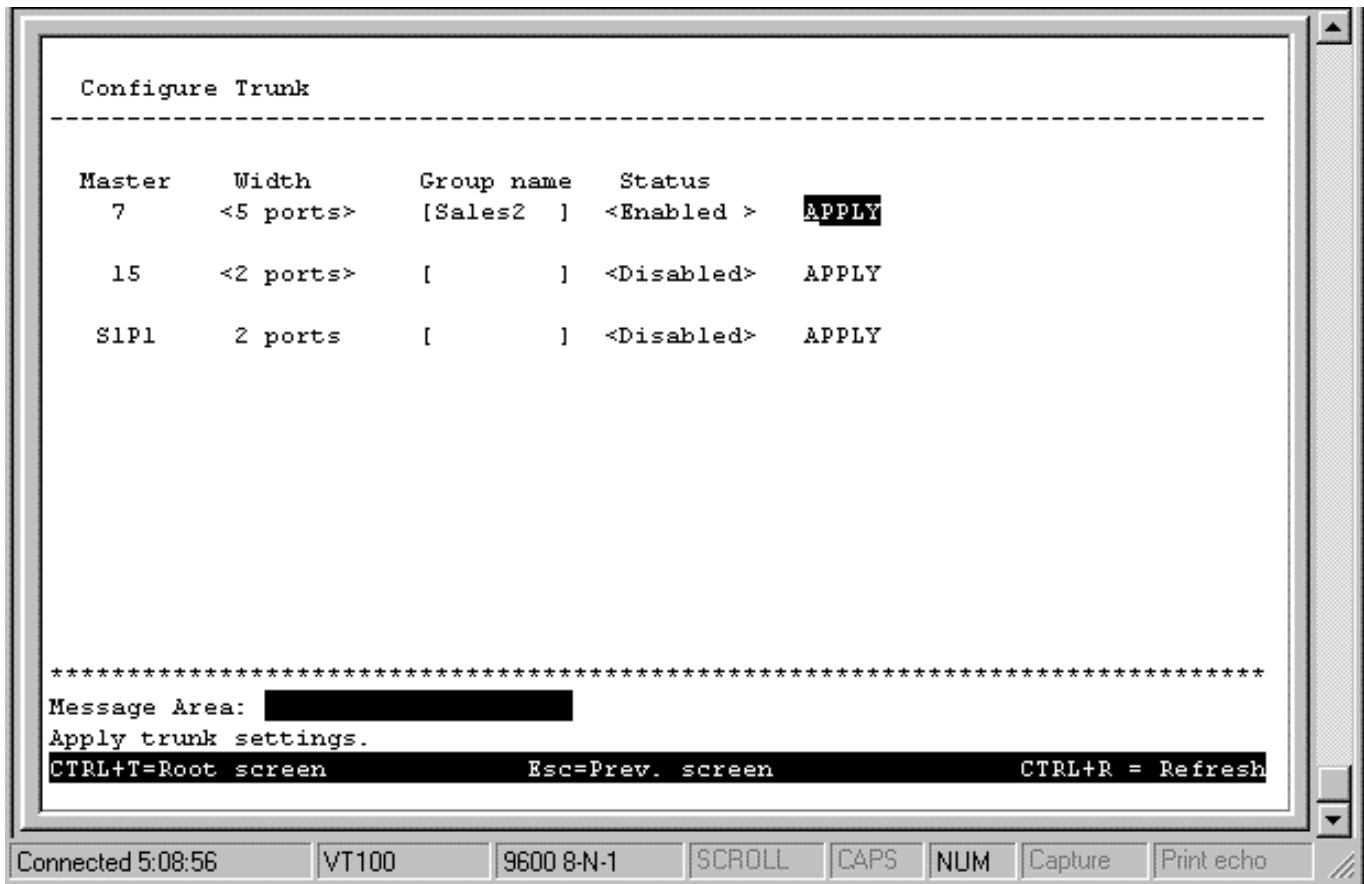 Configure Trunk
-------------------------------------------------------------------------------
Master Width Group name Status
7 <5 ports> [Sales2 ] <Enabled > APPLY
15 <2 ports> [ ] <Disabled> APPLY
S1P1 2 ports [ ] <Disabled> APPLY
*******************************************************************************
Message Area:
Apply trunk settings.
CTRL+T=Root screen Esc=Prev. screen CTRL+R = Refresh
Connected 5:08:56 VT100 9600 8-N-1 SCROLL CAPS NUM Capture Print echo